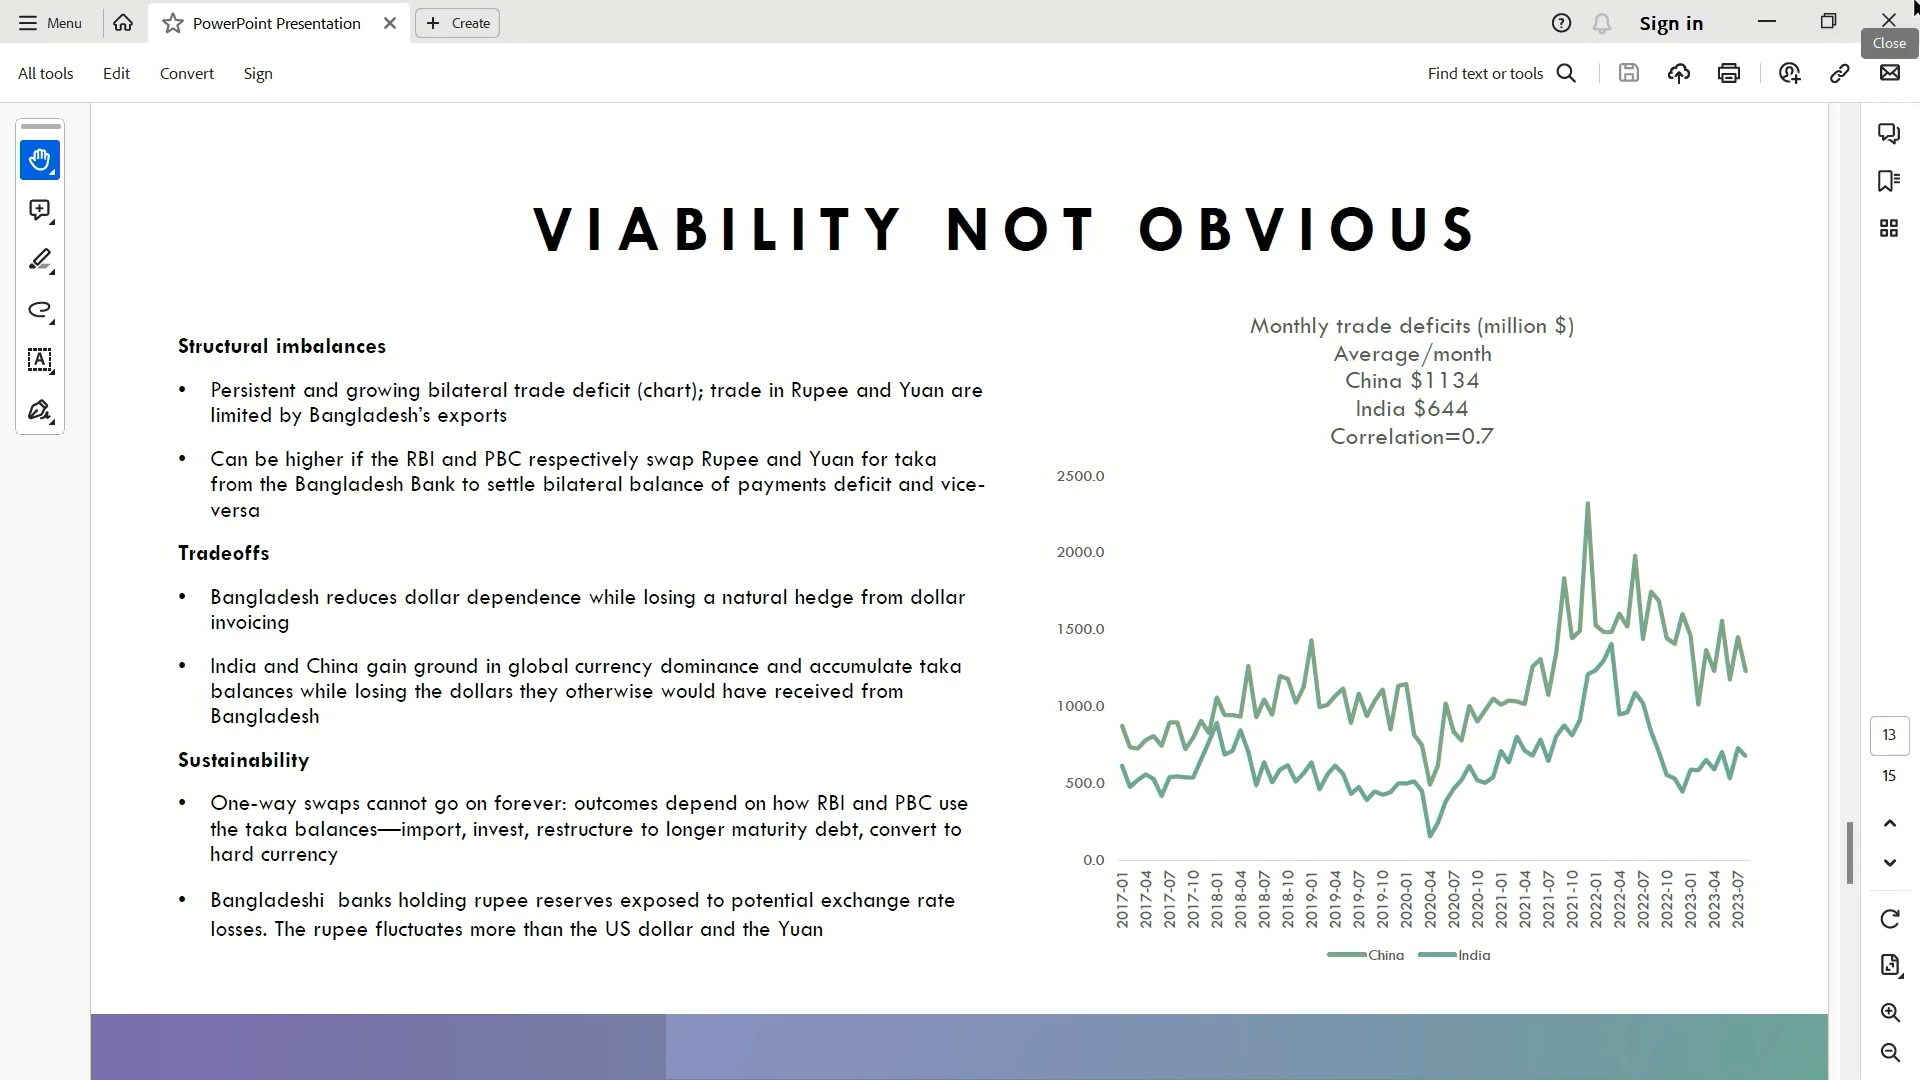 Menu
PowerPoint Presentation
Create
Sign in
Close
All tools
Edit
Convert
Sign
Find text or tools
VIABILITY NOT OBVIOUS
Structural imbalances
• Persistent and growing bilateral trade deficit (chart); trade in Rupee and Yuan are
limited by Bangladesh's exports
• Can be higher if the RBI and PBC respectively swap Rupee and Yuan for taka
from the Bangladesh Bank to settle bilateral balance of payments deficit and vice-
versa
Tradeoffs
• Bangladesh reduces dollar dependence while losing a natural hedge from dollar
invoicing
• India and China gain ground in global currency dominance and accumulate taka
balances while losing the dollars they otherwise would have received from
Bangladesh
Sustainability
• One-way swaps cannot go on forever: outcomes depend on how RBI and PBC use
the taka balances—import, invest, restructure to longer maturity debt, convert to
hard currency
• Bangladeshi banks holding rupee reserves exposed to potential exchange rate
losses. The rupee fluctuates more than the US dollar and the Yuan
Monthly trade deficits (million $)
Average/month
China $1134
India $644
Correlation=0.7
2500.0
2000.0
1500.0
1000.0
500.0
0.0
2017-01
2017-04
2017-07
2017-10
2018-01
2018-04
2018-07
2018-10
2019-01
2019-04
2019-07
2019-10
2020-01
2020-04
2020-07
2020-10
2021-01
2021-04
2021-07
2021-10
2022-01
2022-04
2022-07
2022-10
2023-01
2023-04
2023-07
China
India
13
15